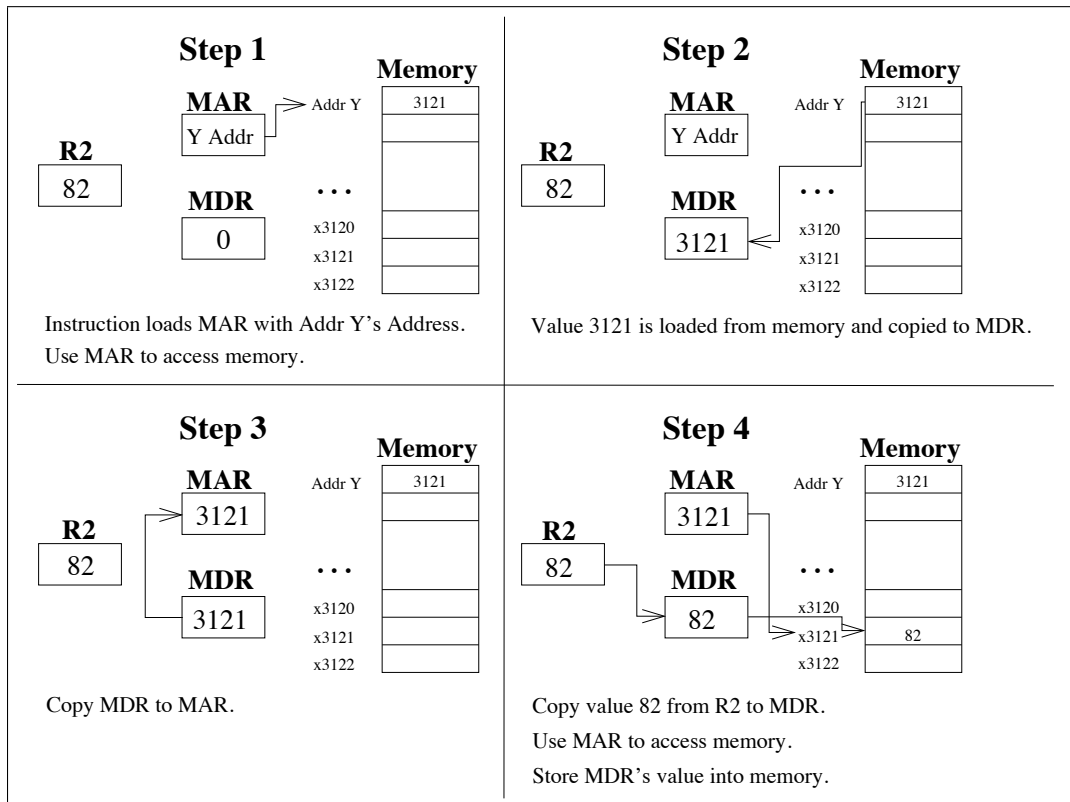 Step 1
Memory
MAR
Addr Y
3121
Y Addr
R2
82
. . .
MDR
0
x3120
x3121
x3122
Instruction loads MAR with Addr Y's Address.
Use MAR to access memory.
Step 2
Memory
MAR
Addr Y
3121
Y Addr
R2
82
. . .
MDR
3121
x3120
x3121
x3122
Value 3121 is loaded from memory and copied to MDR.
Step 3
Memory
MAR
Addr Y
3121
3121
R2
82
. . .
MDR
3121
x3120
x3121
x3122
Copy MDR to MAR.
Step 4
Memory
MAR
Addr Y
3121
3121
R2
82
. . .
MDR
82
x3120
x3121
82
x3122
Copy value 82 from R2 to MDR.
Use MAR to access memory.
Store MDR's value into memory.